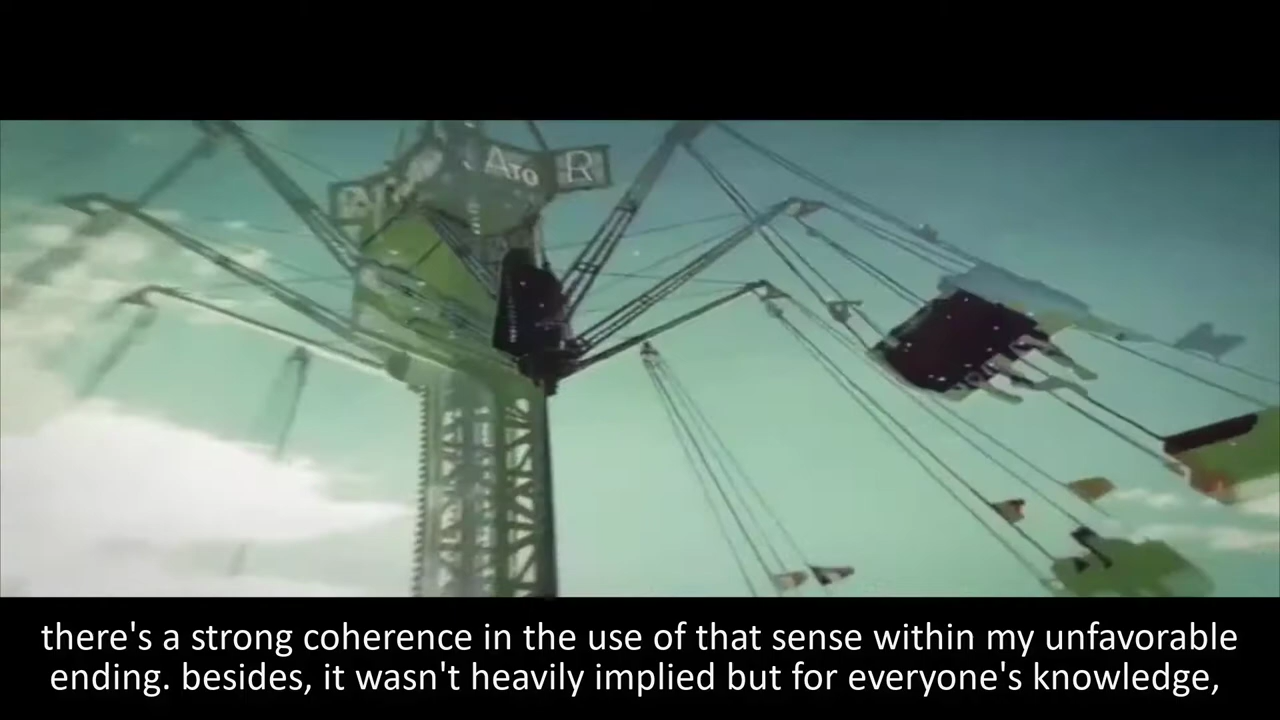 ATO R
there's a strong coherence in the use of that sense within my unfavorable
ending. besides, it wasn't heavily implied but for everyone's knowledge,